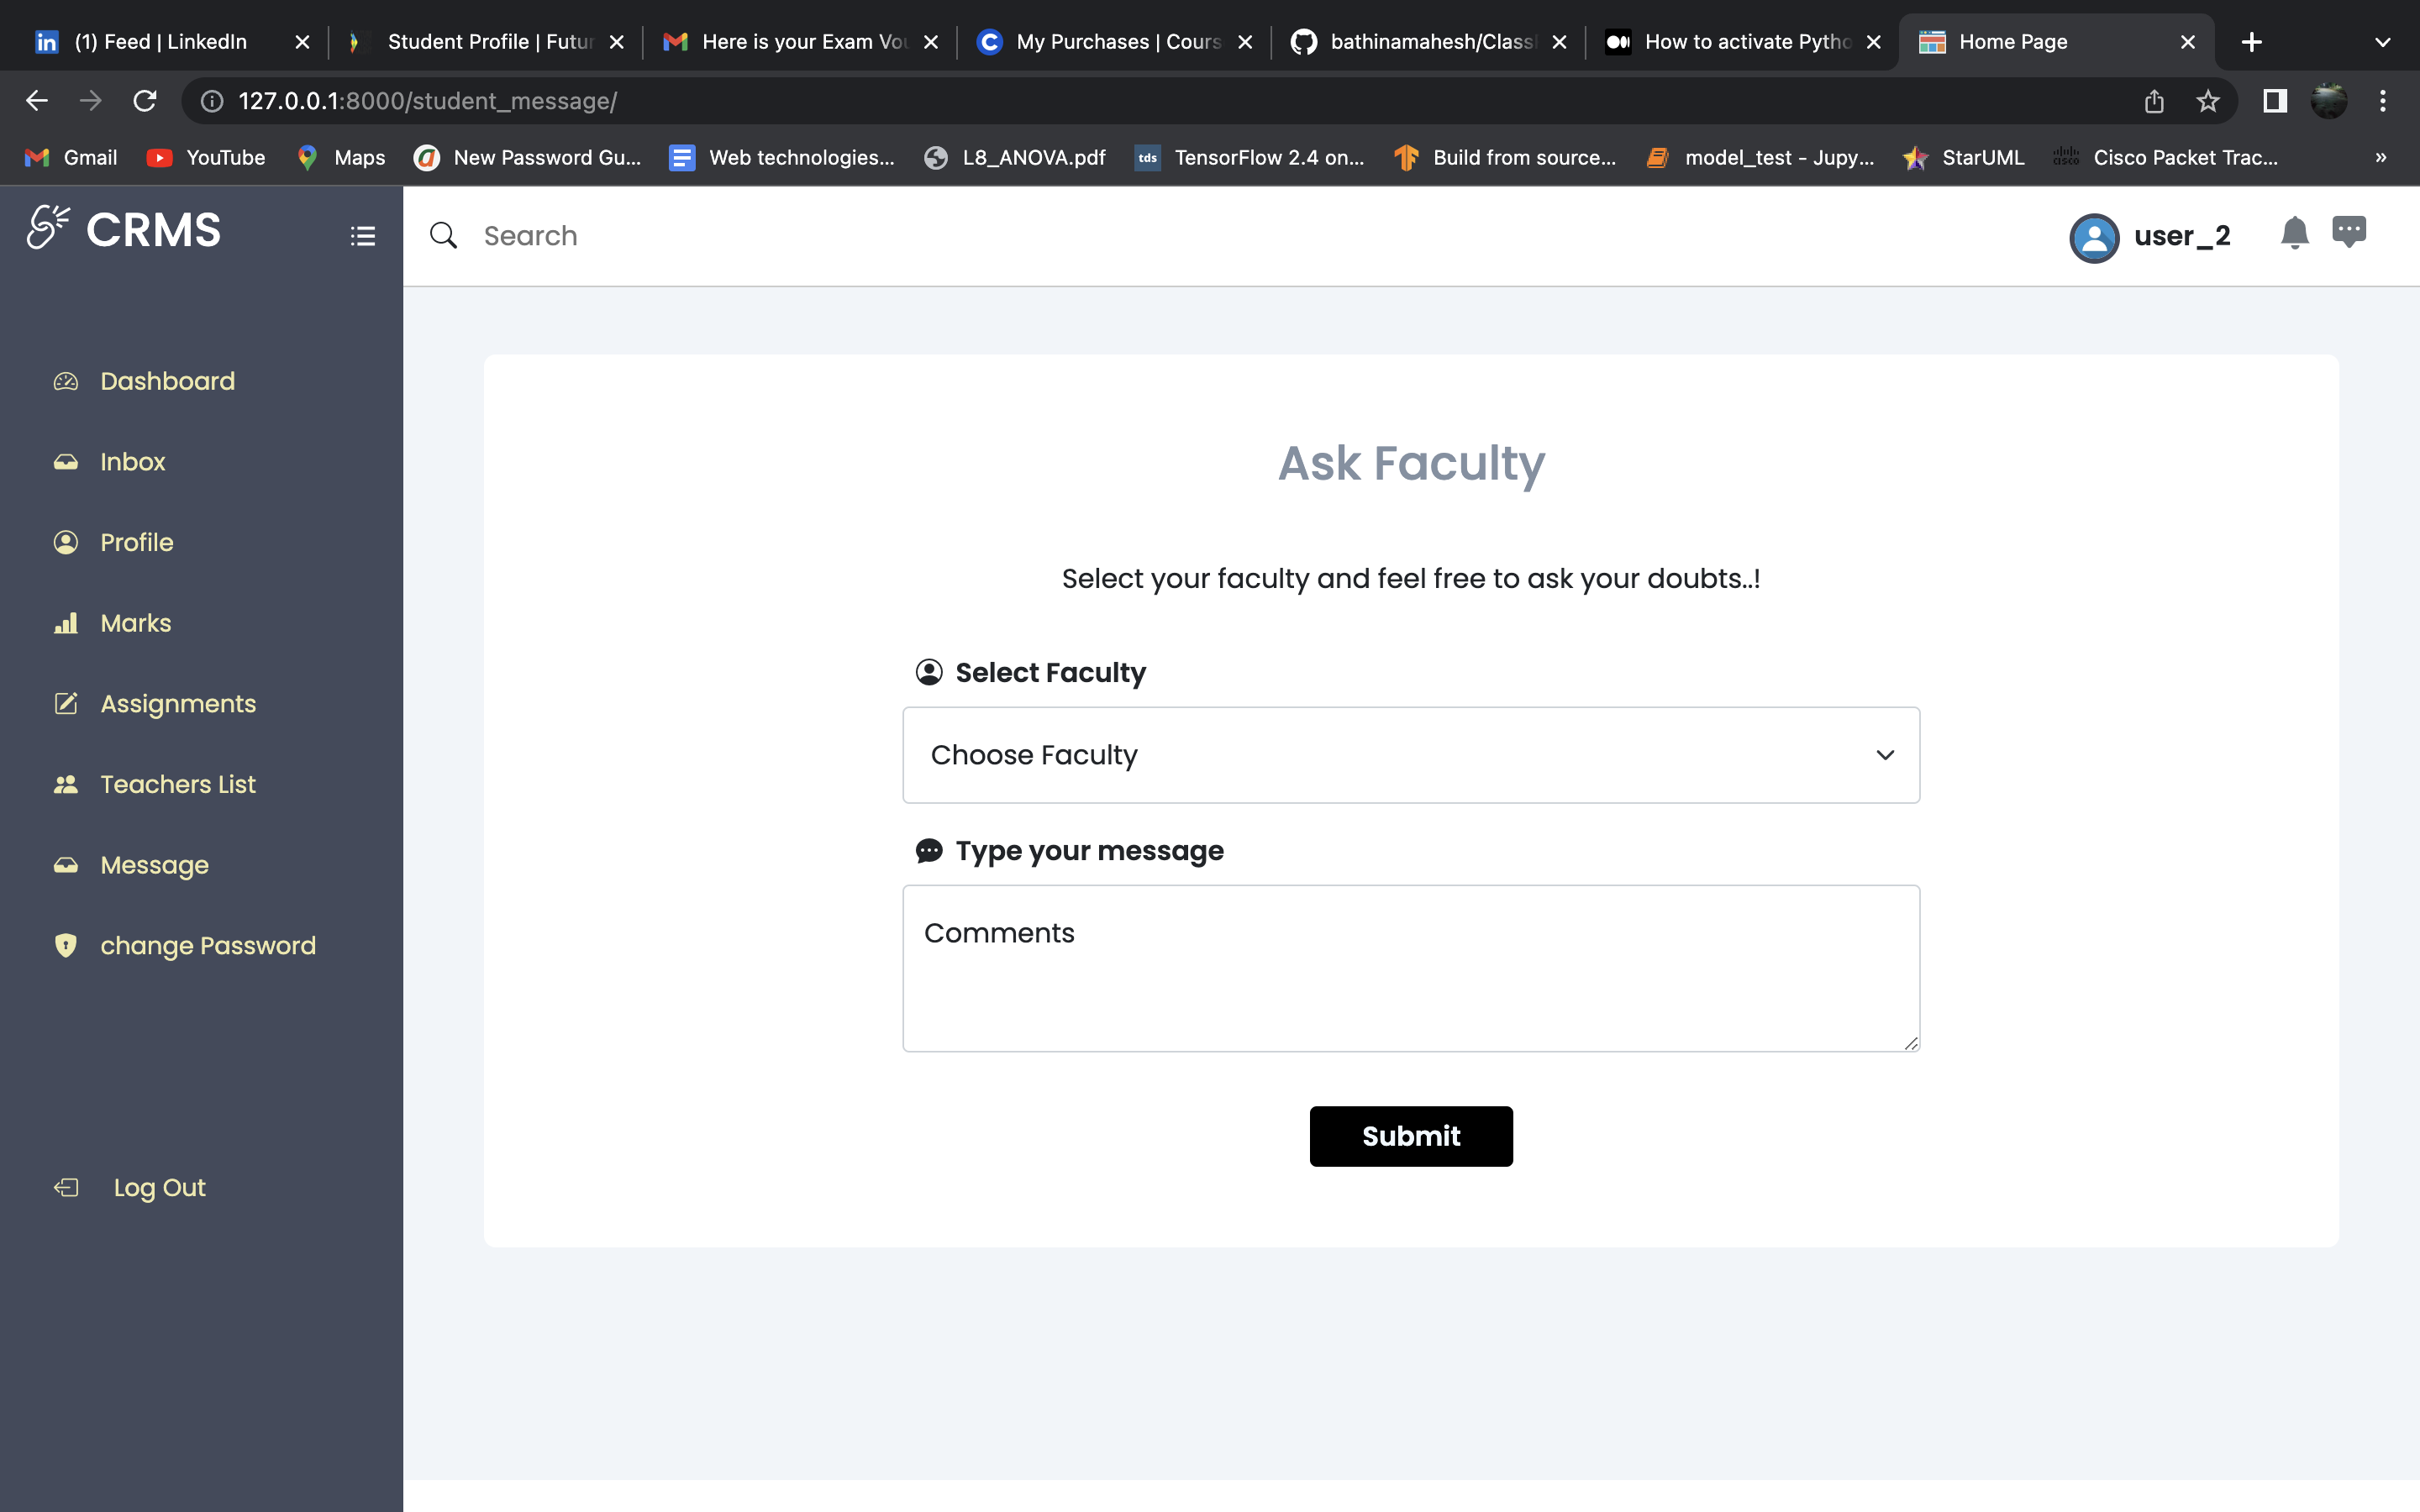 (1) Feed | LinkedIn
Student Profile | Futur
Here is your Exam Vou
My Purchases | Cours
bathinamahesh/Class
How to activate Pytho
Home Page
127.0.0.1:8000/student_message/
Gmail
YouTube
Maps
New Password Gu...
Web technologies...
L8_ANOVA.pdf
tds
TensorFlow 2.4 on...
Build from source...
model_test - Jupy...
StarUML
cisco
Cisco Packet Trac...
CRMS
Search
user_2
Dashboard
Inbox
Profile
Marks
Assignments
Teachers List
Message
change Password
Log Out
Ask Faculty
Select your faculty and feel free to ask your doubts..!
Select Faculty
Choose Faculty
Type your message
Comments
Submit